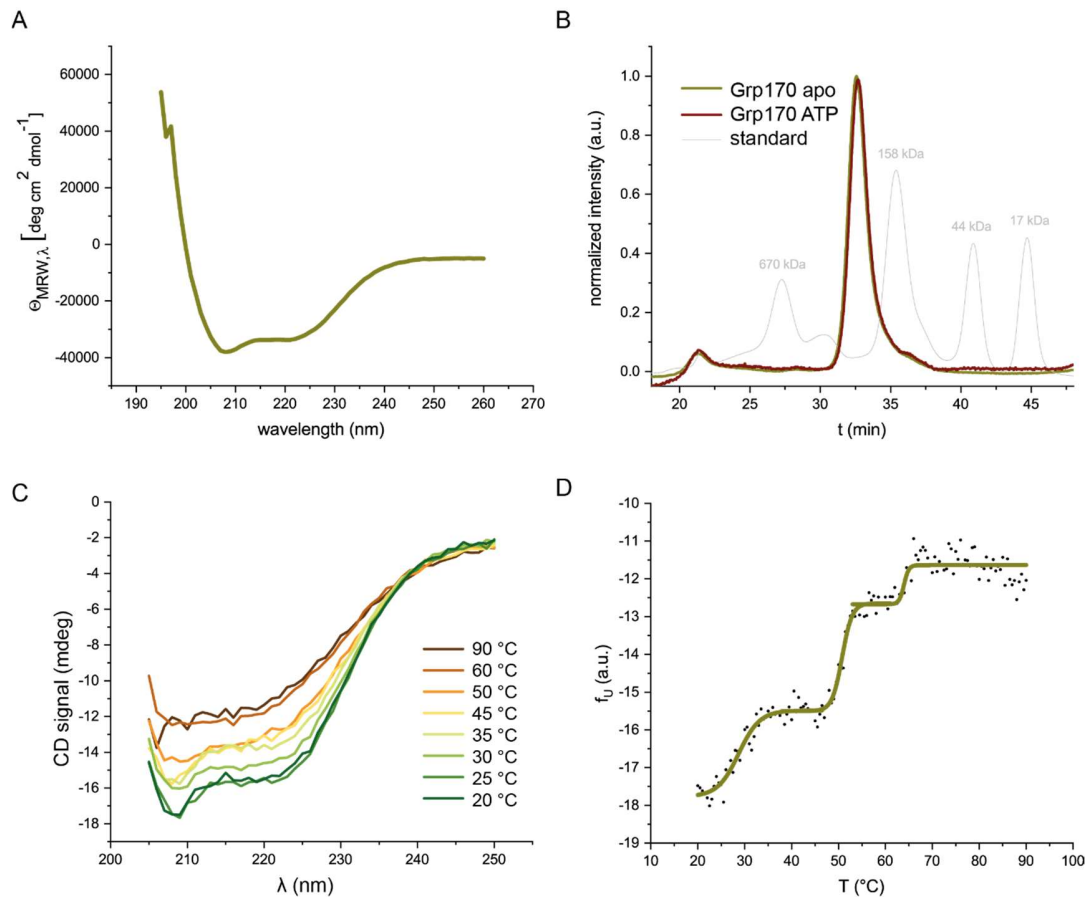 A
60000
40000
20000
0
-20000
-40000
190 200 210 220 230 240 250 260 270
wavelength (nm)
Θ_MRW,λ [deg cm² dmol⁻¹]
B
Grp170 apo
Grp170 ATP
standard
670 kDa
158 kDa
44 kDa
17 kDa
1.0
0.8
0.6
0.4
0.2
0.0
20 25 30 35 40 45
t (min)
normalized intensity (a.u.)
C
0
-2
-4
-6
-8
-10
-12
-14
-16
-18
200 210 220 230 240 250
λ (nm)
CD signal (mdeg)
90 °C
60 °C
50 °C
45 °C
35 °C
30 °C
25 °C
20 °C
D
-10
-11
-12
-13
-14
-15
-16
-17
-18
-19
10 20 30 40 50 60 70 80 90 100
T (°C)
f_U (a.u.)